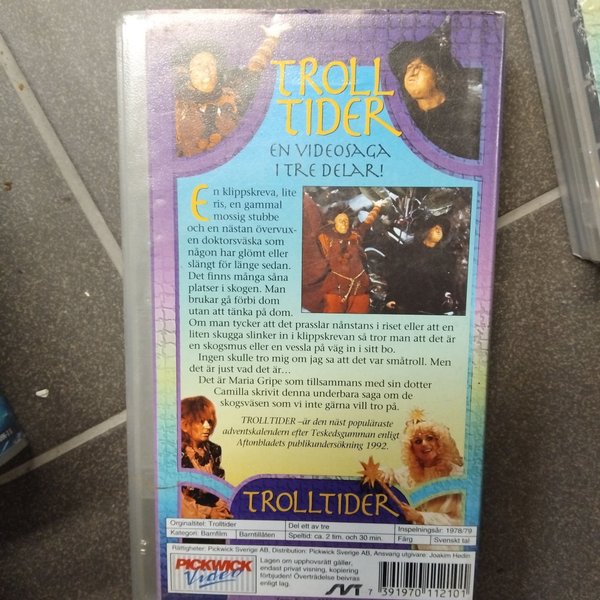 TROLL
TIDER
EN VIDEOSAGA
I TRE DELAR!
En klippskreva, lite
ris, en gammal
mossig stubbe
och en nästan övervux-
en doktorsväska som
någon har glömt eller
slängt för länge sedan.
Det finns många såna
platser i skogen. Man
brukar gå förbi dom
utan att tänka på dom.
Om man tycker att det prasslar nånstans i riset eller att en
liten skugga slinker in i klippskrevan så tror man att det är
en skogsmus eller en vessla på väg in i sitt bo.
Ingen skulle tro mig om jag sa att det var småtroll. Men
det är just vad det är...
Det är Maria Gripe som tillsammans med sin dotter
Camilla skrivit denna underbara saga om de
skogsväsen som vi inte gärna vill tro på.
TROLLTIDER –är den näst populäraste
adventskalendern efter Teskedsgumman enligt
Aftonbladets publikundersökning 1992.
TROLLTIDER
Orginaltitel: Trolltider Del ett av tre Inspelningsår: 1978/79
Kategori: Barnfilm Barntillåten Speltid: ca. 2 tim. och 30 min. Färg Svenskt tal
Rättigheter: Pickwick Sverige AB, Distribution: Pickwick Sverige AB, Ansvarig utgivare: Joakim Hedin
PICKWICK
Video
Lagen om upphovsrätt gäller,
endast privat visning, kopiering
förbjuden! Överträdelse beivras
enligt lag.
SVT
7 391970 112101